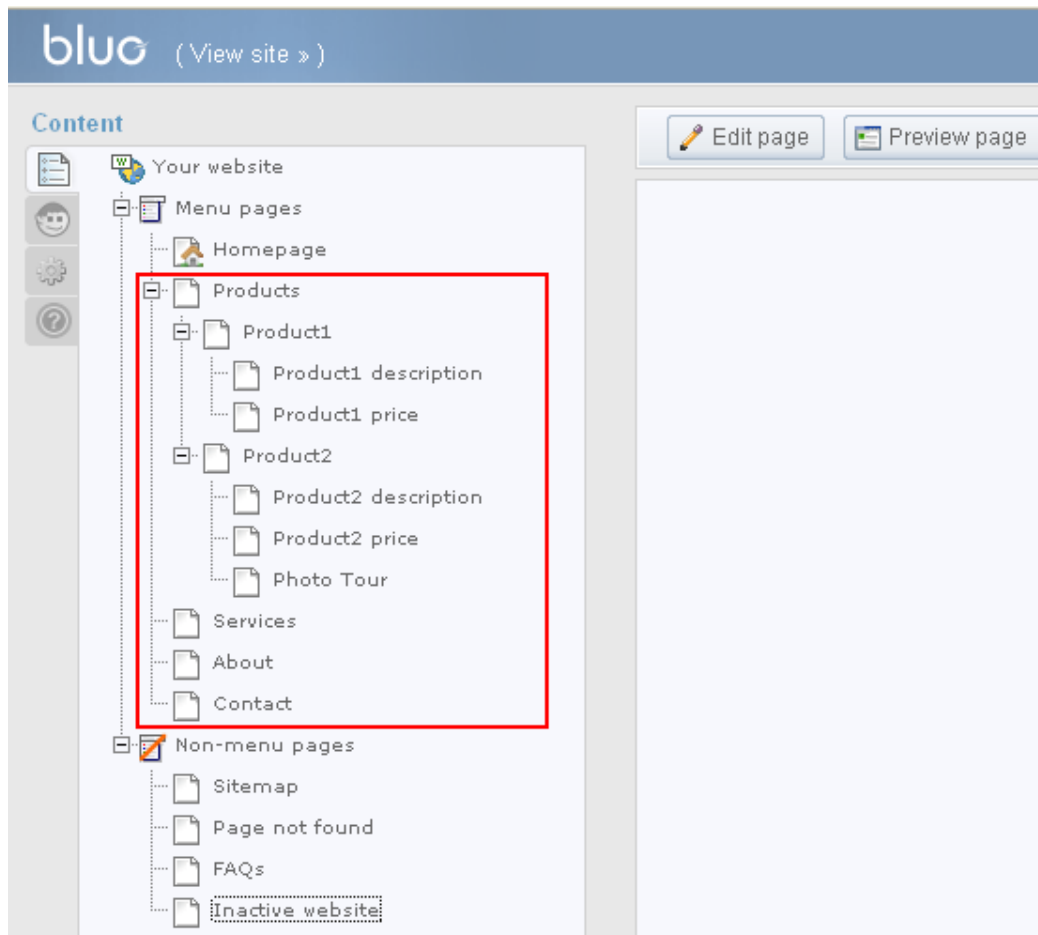 bluo ( View site » )
Content
Edit page Preview page
Your website
Menu pages
Homepage
Products
Product1
Product1 description
Product1 price
Product2
Product2 description
Product2 price
Photo Tour
Services
About
Contact
Non-menu pages
Sitemap
Page not found
FAQs
Inactive website